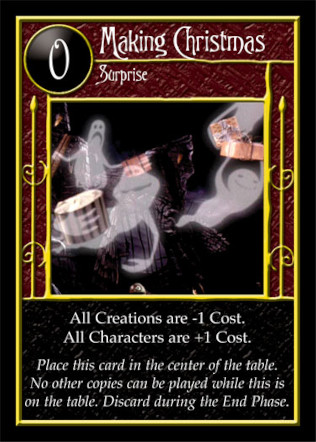 0
Making Christmas
Surprise
All Creations are -1 Cost.
All Characters are +1 Cost.
Place this card in the center of the table.
No other copies can be played while this is
on the table. Discard during the End Phase.